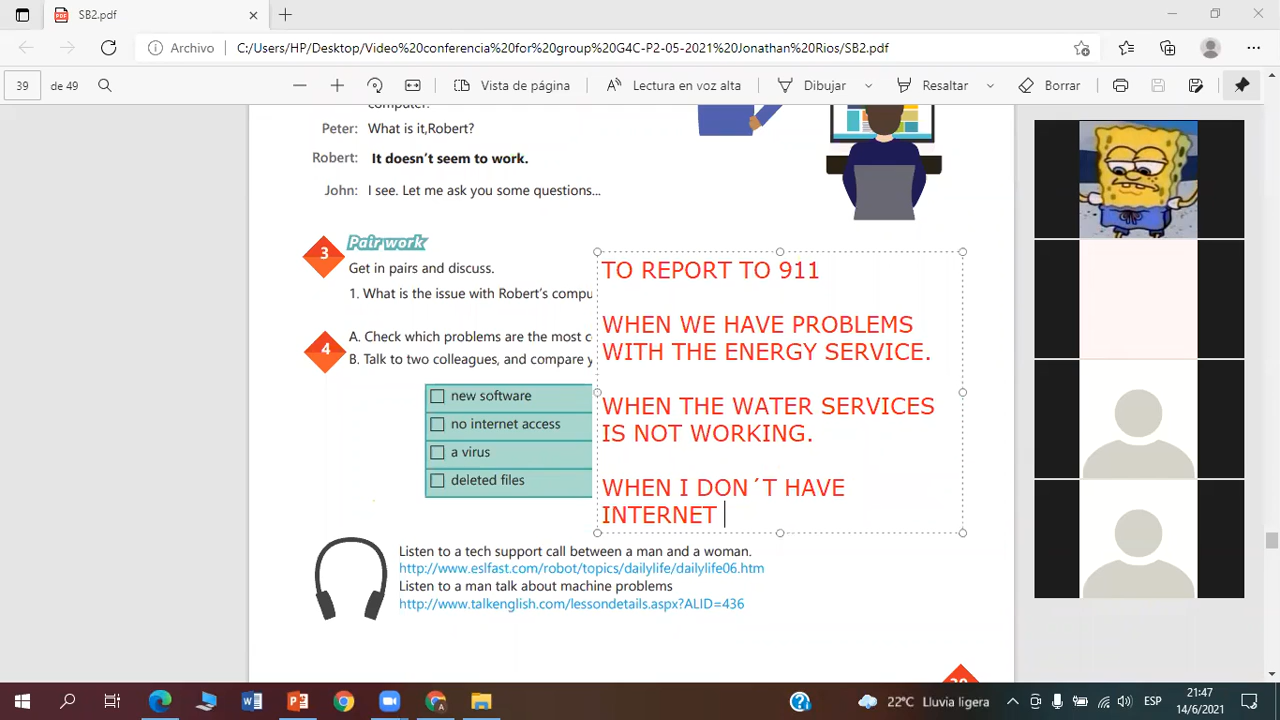 SB2.pdf
Archivo
C:/Users/HP/Desktop/Video%20conferencia%20for%20group%20G4C-P2-05-2021%20Jonathan%20Rios/SB2.pdf
39 de 49
Vista de página
Lectura en voz alta
Dibujar
Resaltar
Borrar
computer.
Peter: What is it,Robert?
Robert: It doesn't seem to work.
John: I see. Let me ask you some questions...
3 Pair work
Get in pairs and discuss.
1. What is the issue with Robert's compu
4
A. Check which problems are the most c
B. Talk to two colleagues, and compare y
new software
no internet access
a virus
deleted files
TO REPORT TO 911
WHEN WE HAVE PROBLEMS
WITH THE ENERGY SERVICE.
WHEN THE WATER SERVICES
IS NOT WORKING.
WHEN I DON´T HAVE
INTERNET
Listen to a tech support call between a man and a woman.
http://www.eslfast.com/robot/topics/dailylife/dailylife06.htm
Listen to a man talk about machine problems
http://www.talkenglish.com/lessondetails.aspx?ALID=436
22°C Lluvia ligera
ESP
21:47
14/6/2021